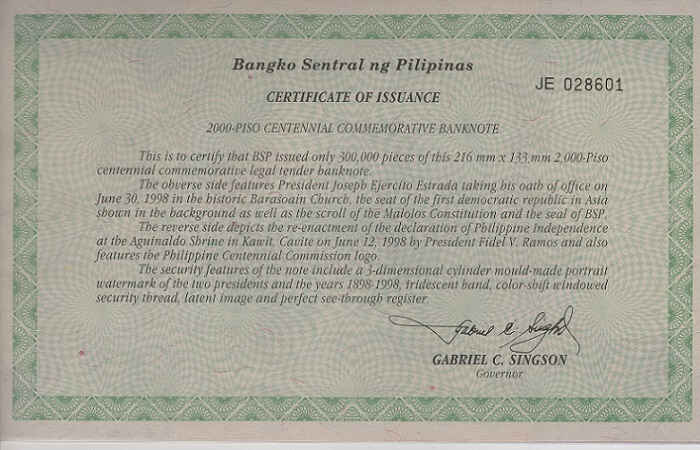 Bangko Sentral ng Pilipinas
JE 028601
CERTIFICATE OF ISSUANCE
2000-PISO CENTENNIAL COMMEMORATIVE BANKNOTE
This is to certify that BSP issued only 300,000 pieces of this 216 mm x 133 mm 2,000-Piso
centennial commemorative legal tender banknote.
The obverse side features President Joseph Ejercito Estrada taking his oath of office on
June 30, 1998 in the historic Barasoain Church, the seat of the first democratic republic in Asia
shown in the background as well as the scroll of the Malolos Constitution and the seal of BSP.
The reverse side depicts the re-enactment of the declaration of Philippine Independence
at the Aguinaldo Shrine in Kawit, Cavite on June 12, 1998 by President Fidel V. Ramos and also
features the Philippine Centennial Commission logo.
The security features of the note include a 3-dimensional cylinder mould-made portrait
watermark of the two presidents and the years 1898-1998, iridescent band, color-shift windowed
security thread, latent image and perfect see-through register.
Gabriel C. Singson
GABRIEL C. SINGSON
Governor